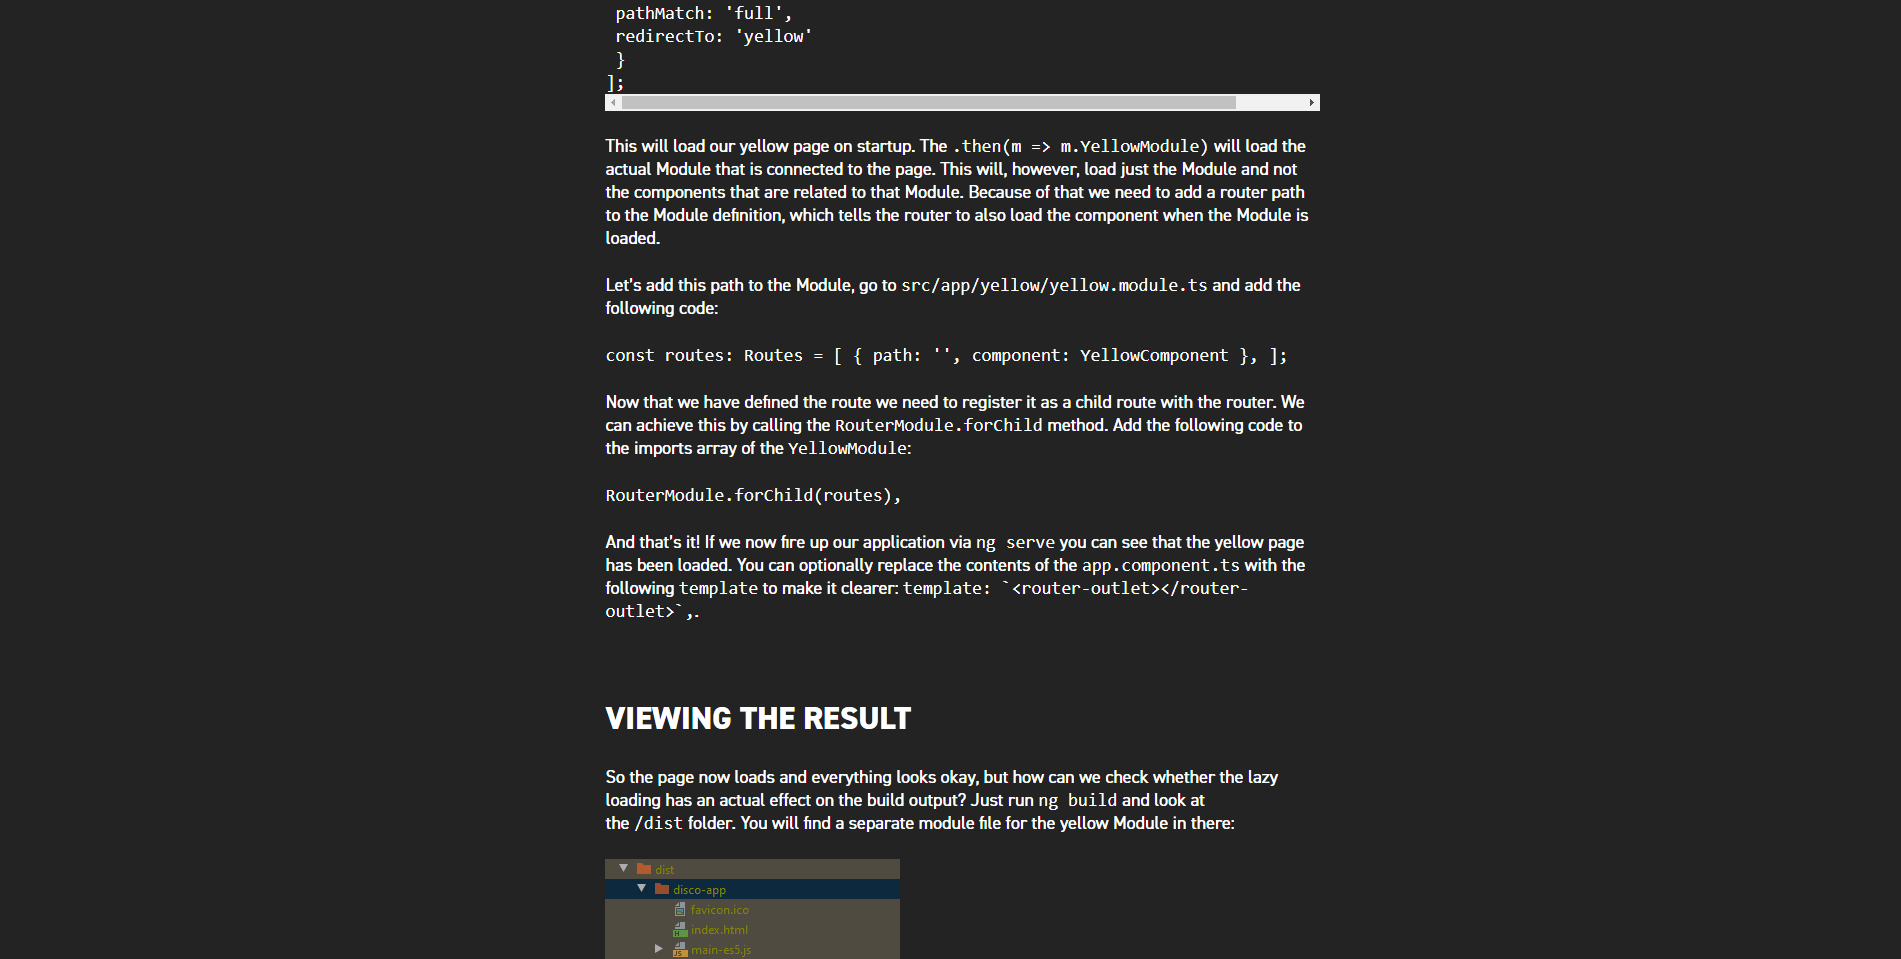 pathMatch: 'full',
redirectTo: 'yellow'
}
];
This will load our yellow page on startup. The .then(m => m.YellowModule) will load the
actual Module that is connected to the page. This will, however, load just the Module and not
the components that are related to that Module. Because of that we need to add a router path
to the Module definition, which tells the router to also load the component when the Module is
loaded.
Let's add this path to the Module, go to src/app/yellow/yellow.module.ts and add the
following code:
const routes: Routes = [ { path: '', component: YellowComponent }, ];
Now that we have defined the route we need to register it as a child route with the router. We
can achieve this by calling the RouterModule.forChild method. Add the following code to
the imports array of the YellowModule:
RouterModule.forChild(routes),
And that's it! If we now fire up our application via ng serve you can see that the yellow page
has been loaded. You can optionally replace the contents of the app.component.ts with the
following template to make it clearer: template: `<router-outlet></router-
outlet>`,.
VIEWING THE RESULT
So the page now loads and everything looks okay, but how can we check whether the lazy
loading has an actual effect on the build output? Just run ng build and look at
the /dist folder. You will find a separate module file for the yellow Module in there:
dist
disco-app
favicon.ico
index.html
main-es5.js